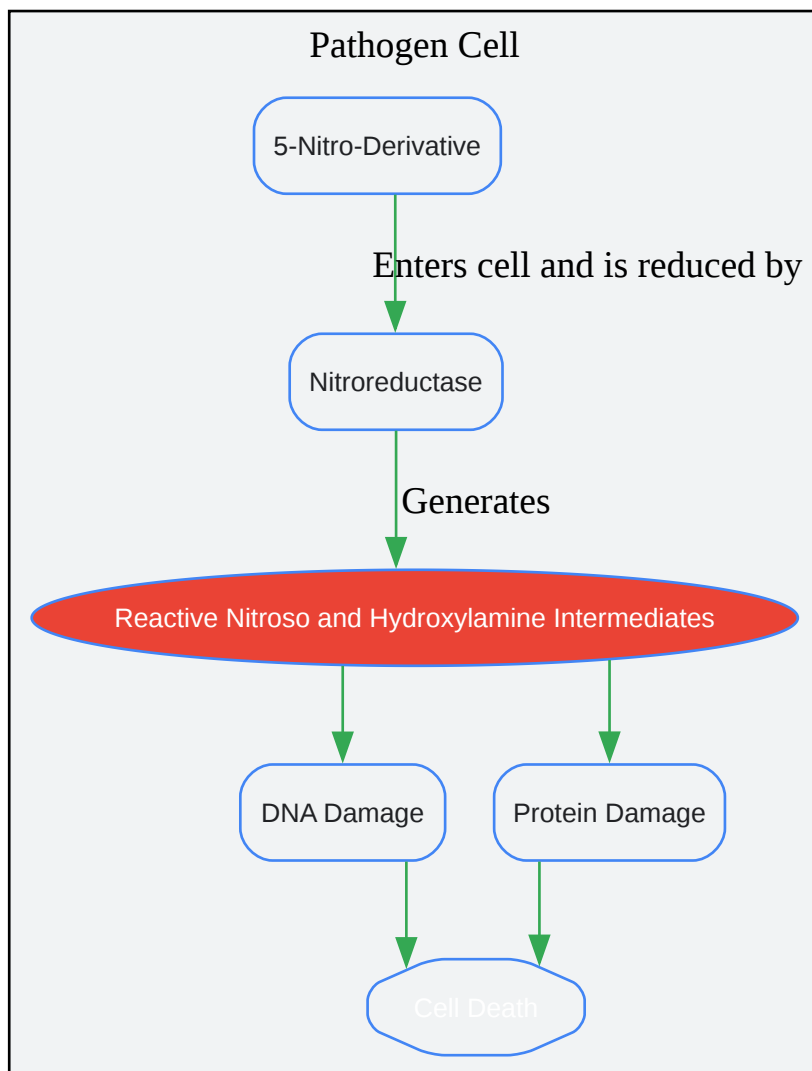 Pathogen Cell
5-Nitro-Derivative
Enters cell and is reduced by
Nitroreductase
Generates
Reactive Nitroso and Hydroxylamine Intermediates
DNA Damage
Protein Damage
Cell Death